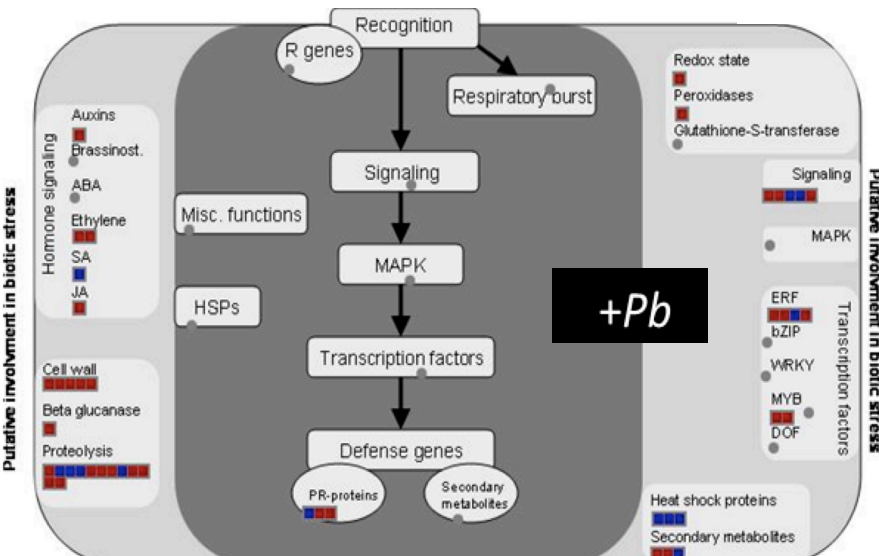 Recognition
R genes
Respiratory burst
Redox state
Peroxidases
Glutathione-S-transferase
Auxins
Brassinost.
ABA
Ethylene
SA
JA
Hormone signaling
Signaling
Misc. functions
MAPK
HSPs
Transcription factors
Defense genes
PR-proteins
Secondary
metabolites
+Pb
Signaling
MAPK
ERF
bZIP
WRKY
MYB
DOF
Transcription factors
Cell wall
Beta glucanase
Proteolysis
Heat shock proteins
Secondary metabolites
Putative involvment in biotic stress
Putative involvment in biotic stress